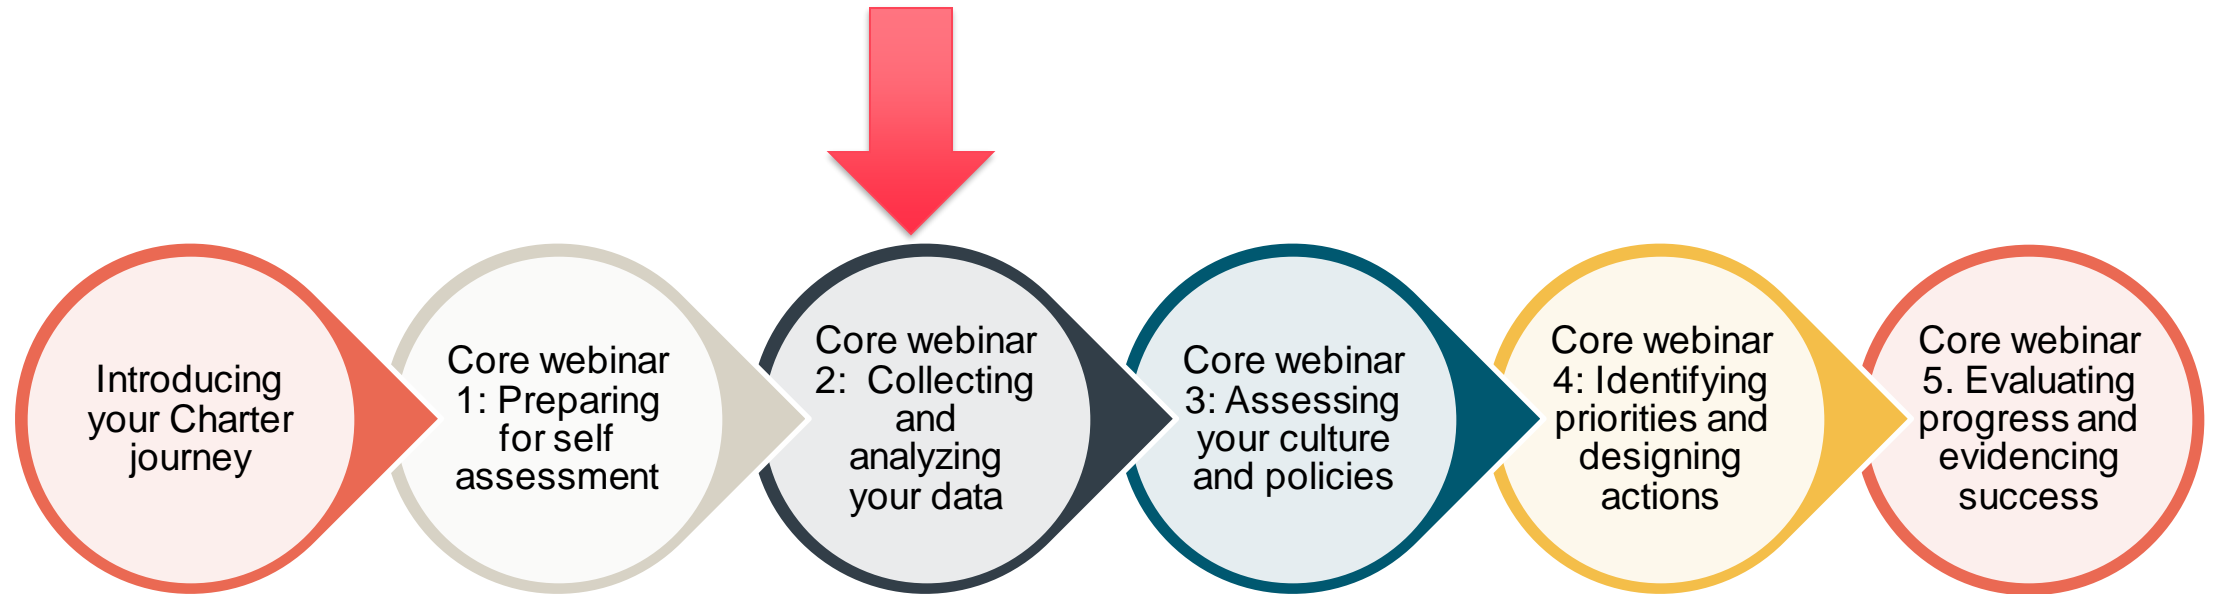 Introducing
your Charter
journey
Core webinar
1: Preparing
for self
assessment
Core webinar
2:  Collecting
and
analyzing
your data
Core webinar
3: Assessing
your culture
and policies
Core webinar
4: Identifying
priorities and
designing
actions
Core webinar
5. Evaluating
progress and
evidencing
success